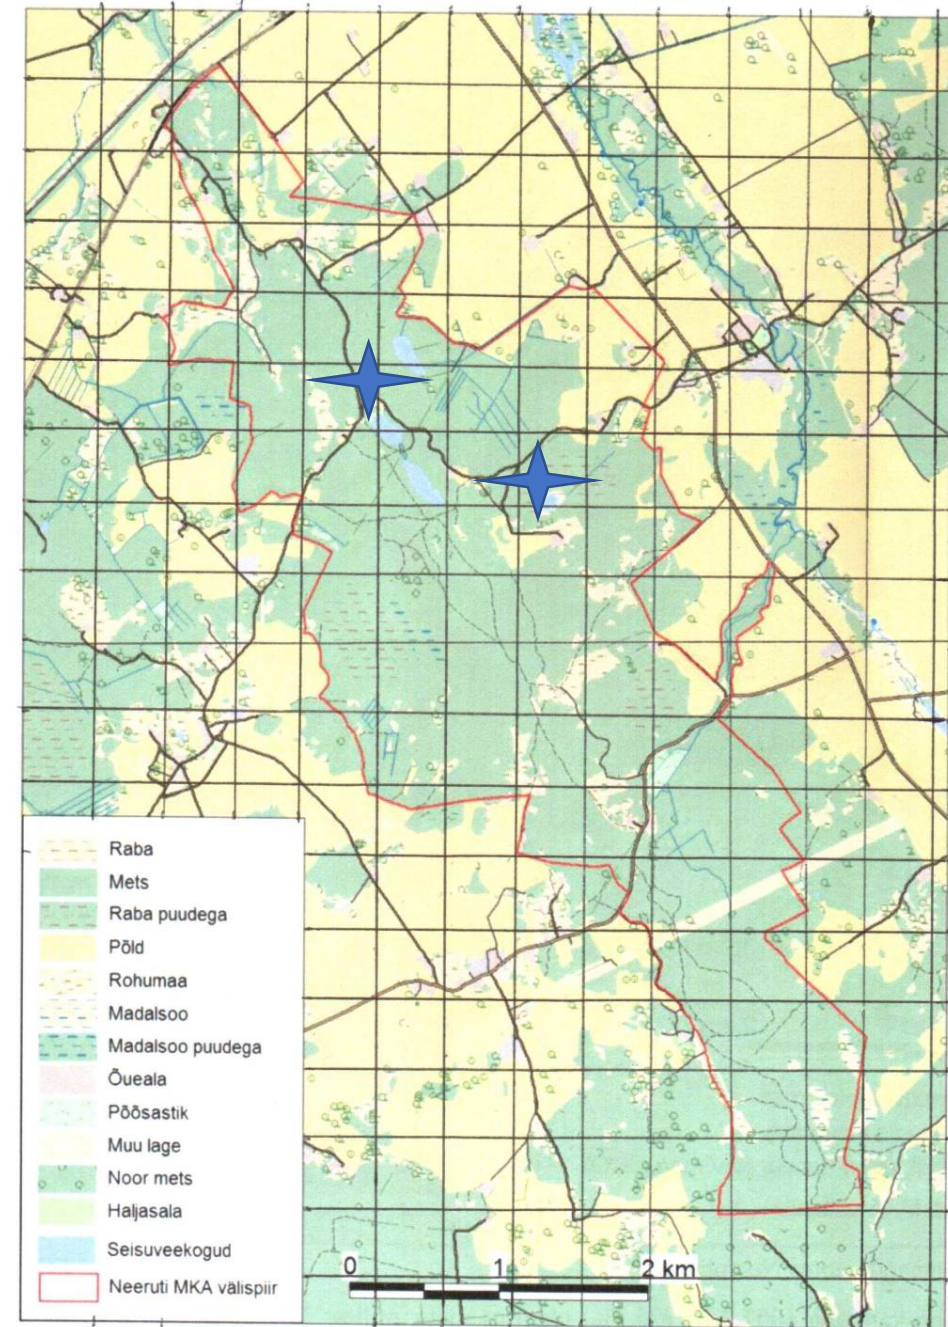 Raba
Mets
Raba puudega
Põld
Rohumaa
Madalsoo
Madalsoo puudega
Õueala
Põõsastik
Muu lage
Noor mets
Haljasala
Seisuveekogud
Neeruti MKA välispiir
0 1 2 km